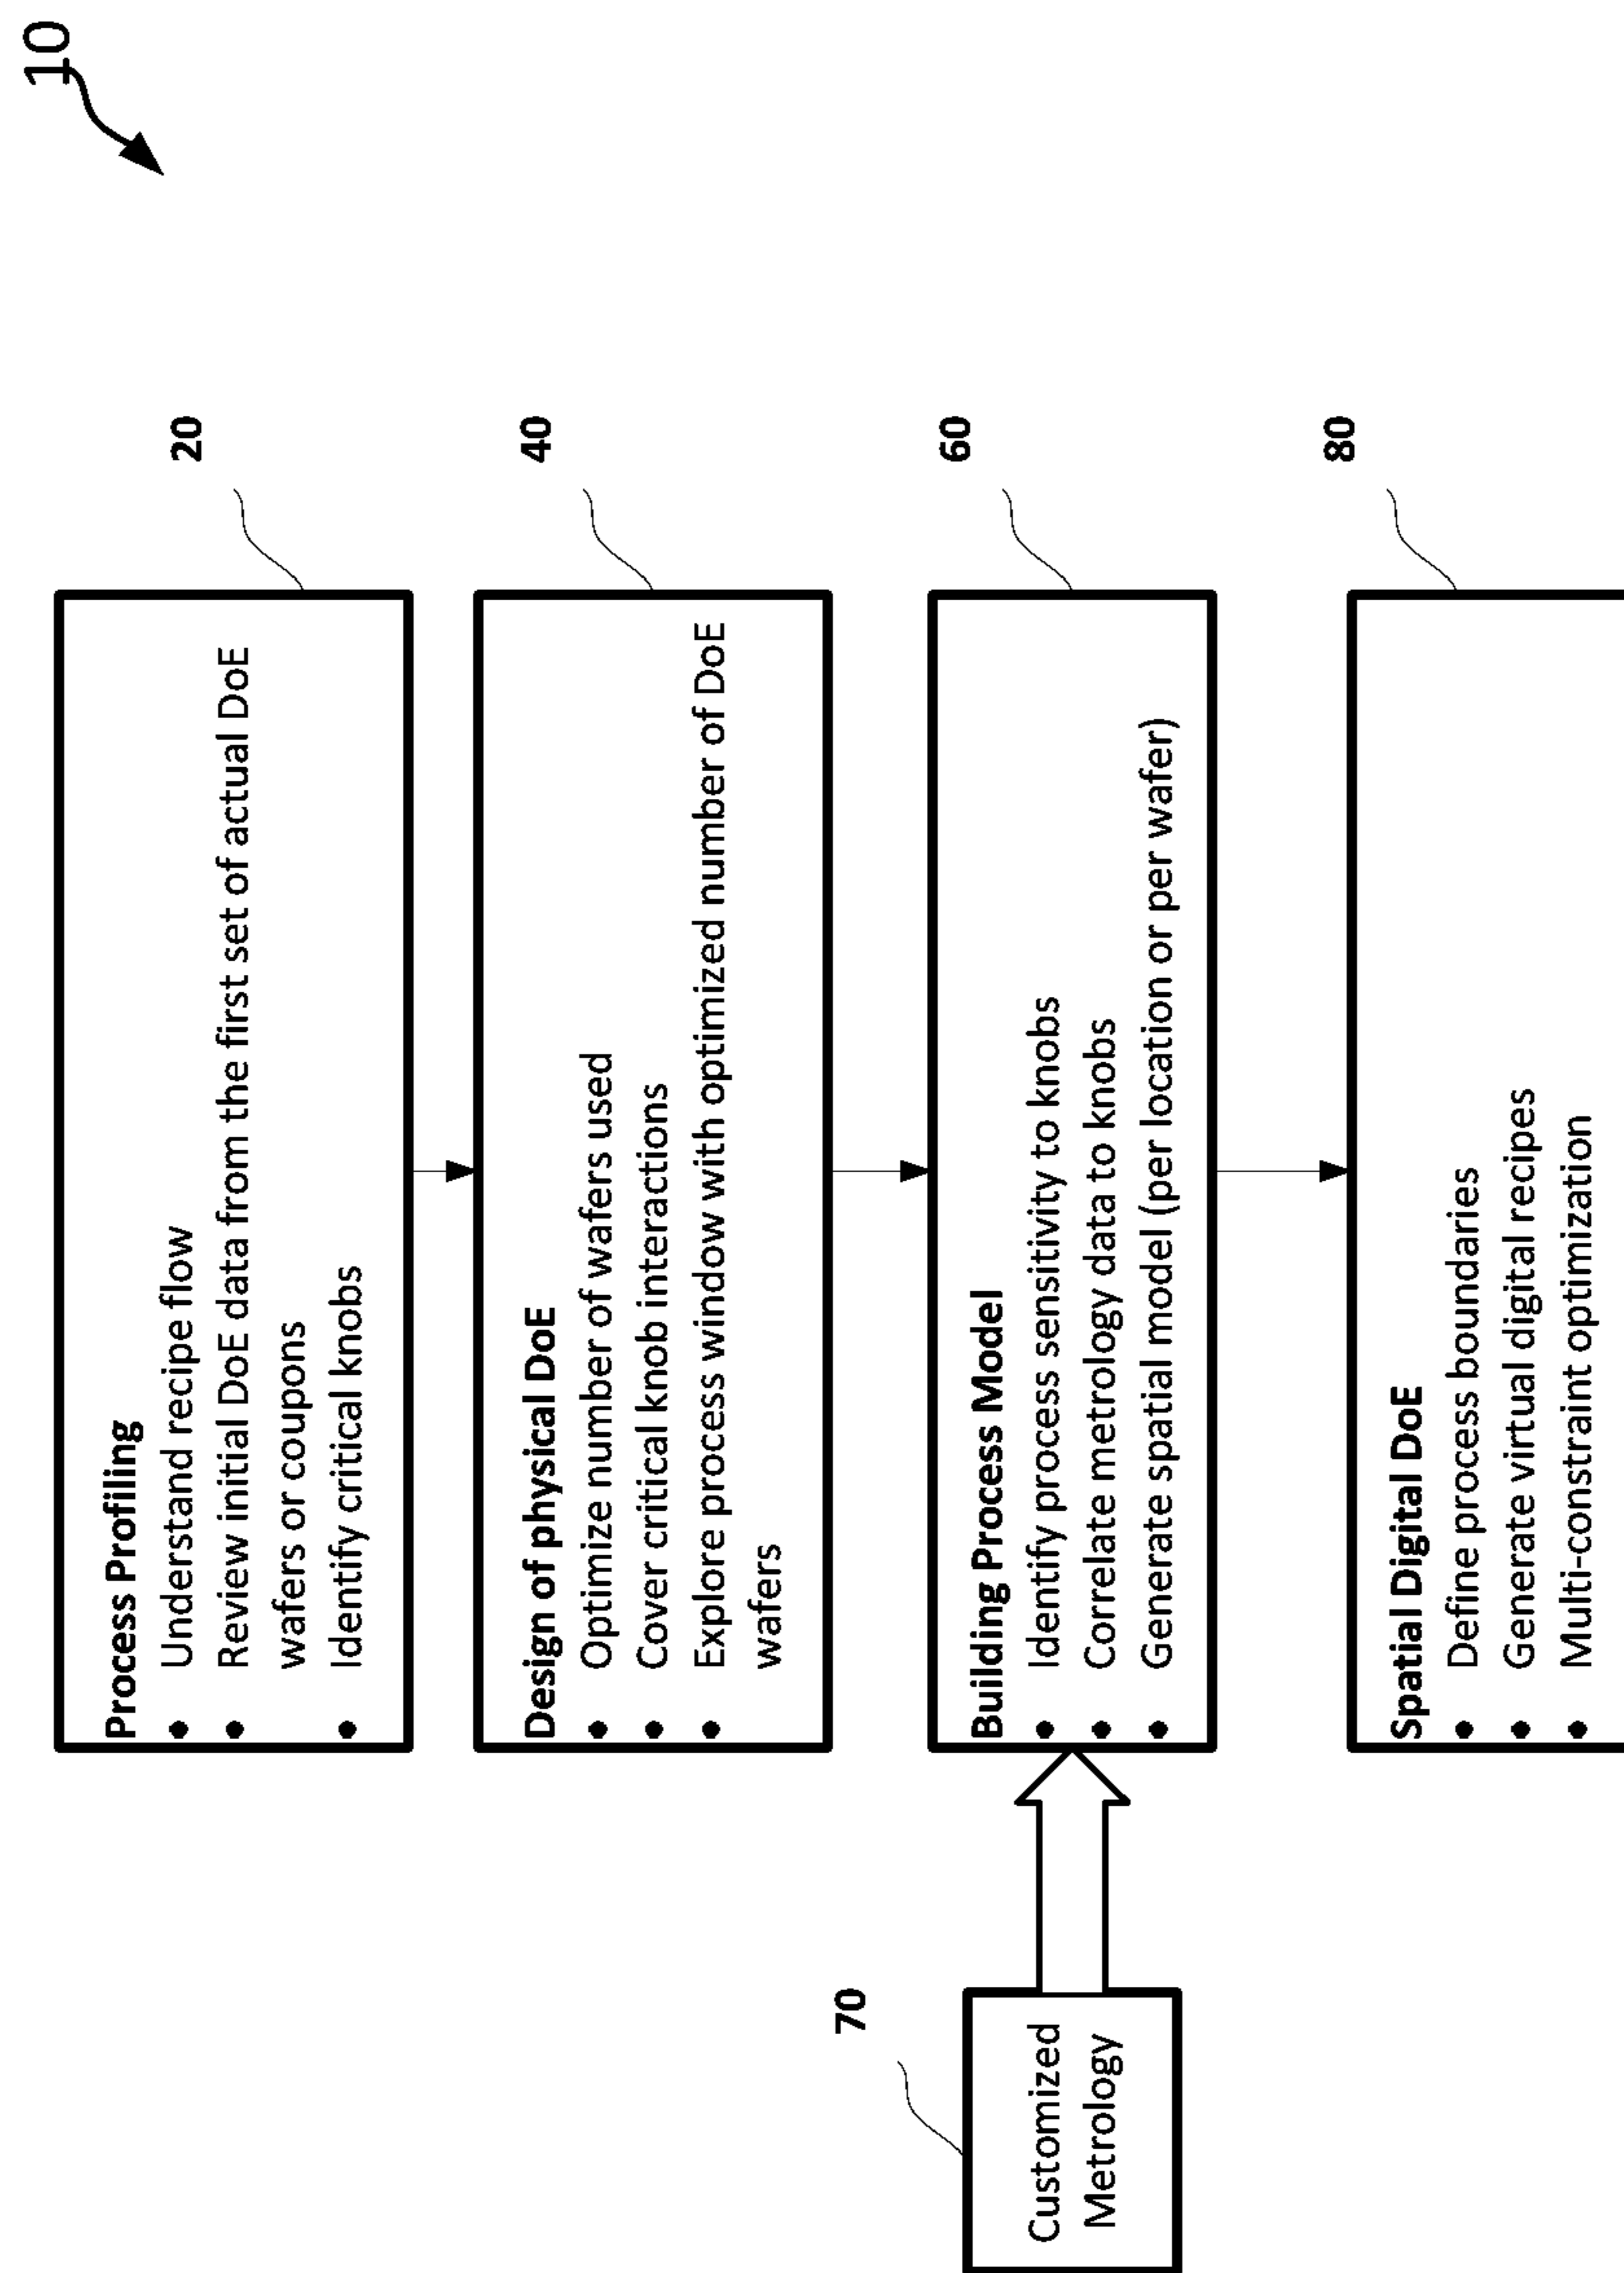 10
20
Process Profiling
• Understand recipe flow
• Review initial DoE data from the first set of actual DoE
wafers or coupons
• Identify critical knobs
40
Design of physical DoE
• Optimize number of wafers used
• Cover critical knob interactions
• Explore process window with optimized number of DoE
wafers
60
Building Process Model
• Identify process sensitivity to knobs
• Correlate metrology data to knobs
• Generate spatial model (per location or per wafer)
70
Customized
Metrology
80
Spatial Digital DoE
• Define process boundaries
• Generate virtual digital recipes
• Multi-constraint optimization